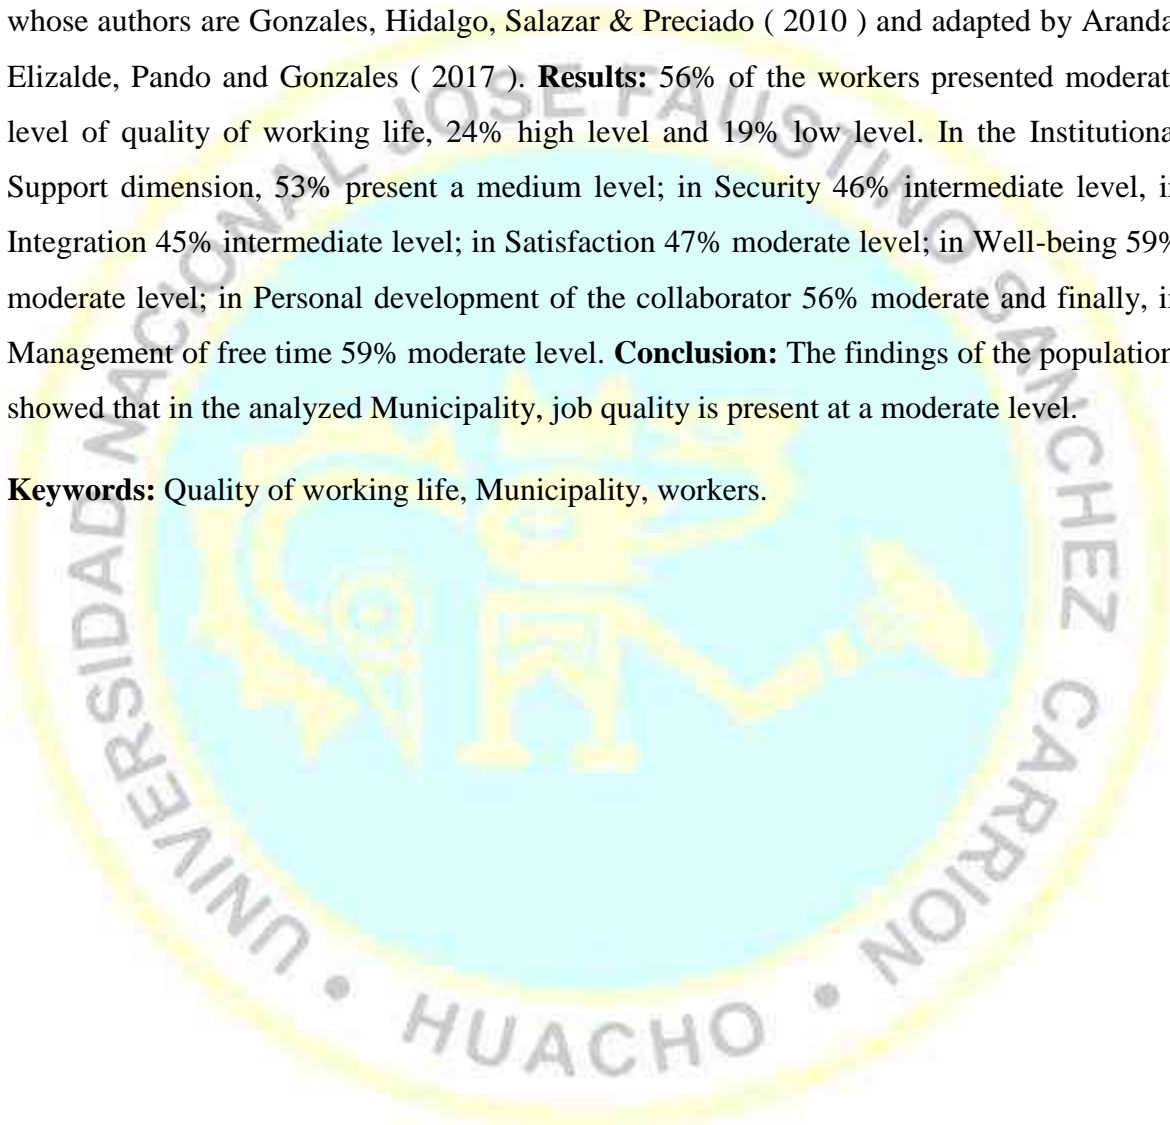 whose authors are Gonzales, Hidalgo, Salazar & Preciado ( 2010 ) and adapted by Aranda
Elizalde, Pando and Gonzales ( 2017 ). Results: 56% of the workers presented moderat
level of quality of working life, 24% high level and 19% low level. In the Instituciona
Support dimension, 53% present a medium level; in Security 46% intermediate level, i
Integration 45% intermediate level; in Satisfaction 47% moderate level; in Well-being 59%
moderate level; in Personal development of the collaborator 56% moderate and finally, i
Management of free time 59% moderate level. Conclusion: The findings of the population
showed that in the analyzed Municipality, job quality is present at a moderate level.
Keywords: Quality of working life, Municipality, workers.
UNIVERSIDAD NACIONAL JOSE FAUSTINO SANCHEZ CARRION • HUACHO •